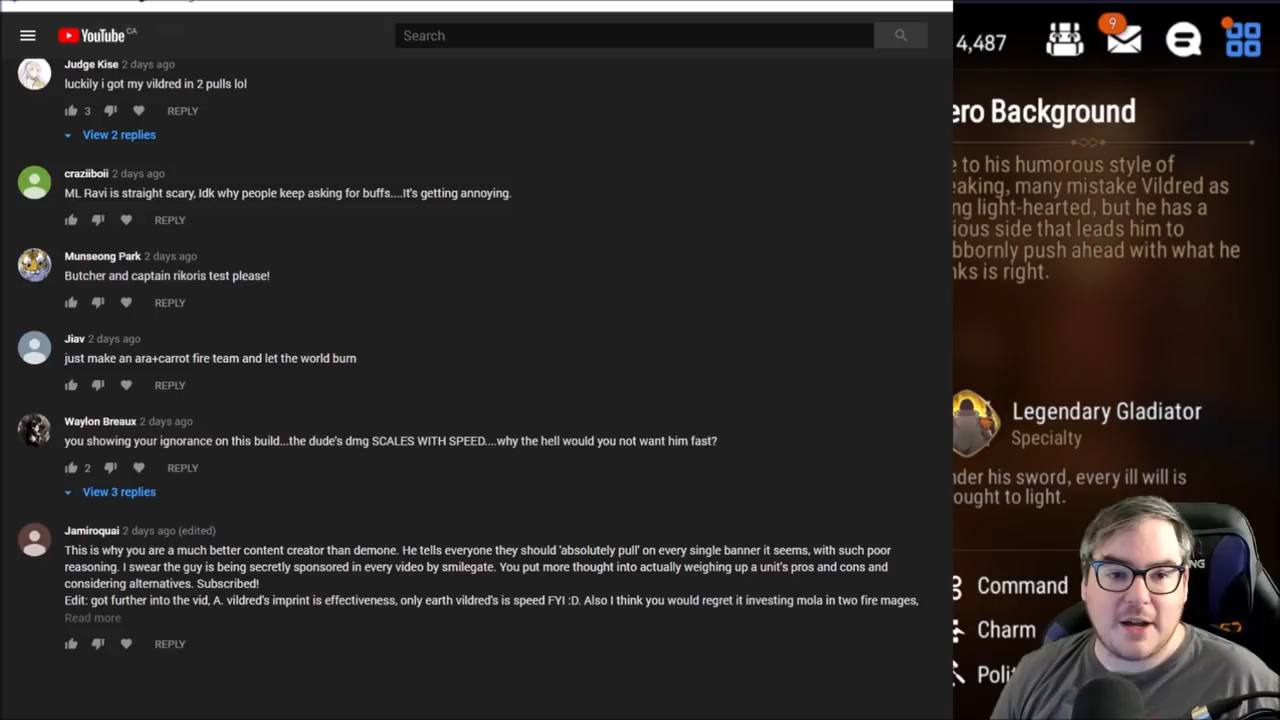 YouTube CA
Search
Judge Kise 2 days ago
luckily i got my vildred in 2 pulls lol
3 REPLY
View 2 replies
craziiboii 2 days ago
ML Ravi is straight scary, Idk why people keep asking for buffs....It's getting annoying.
REPLY
Munseong Park 2 days ago
Butcher and captain rikoris test please!
REPLY
Jiav 2 days ago
just make an ara+carrot fire team and let the world burn
REPLY
Waylon Breaux 2 days ago
you showing your ignorance on this build...the dude's dmg SCALES WITH SPEED....why the hell would you not want him fast?
2 REPLY
View 3 replies
Jamiroquai 2 days ago (edited)
This is why you are a much better content creator than demone. He tells everyone they should 'absolutely pull' on every single banner it seems, with such poor
reasoning. I swear the guy is being secretly sponsored in every video by smilegate. You put more thought into actually weighing up a unit's pros and cons and
considering alternatives. Subscribed!
Edit: got further into the vid, A. vildred's imprint is effectiveness, only earth vildred's is speed FYI :D. Also I think you would regret it investing mola in two fire mages,
Read more
REPLY
4,487
9
ero Background
e to his humorous style of
eaking, many mistake Vildred as
ng light-hearted, but he has a
ious side that leads him to
bbornly push ahead with what he
nks is right.
Legendary Gladiator
Specialty
nder his sword, every ill will is
ought to light.
Command
Charm
Poli